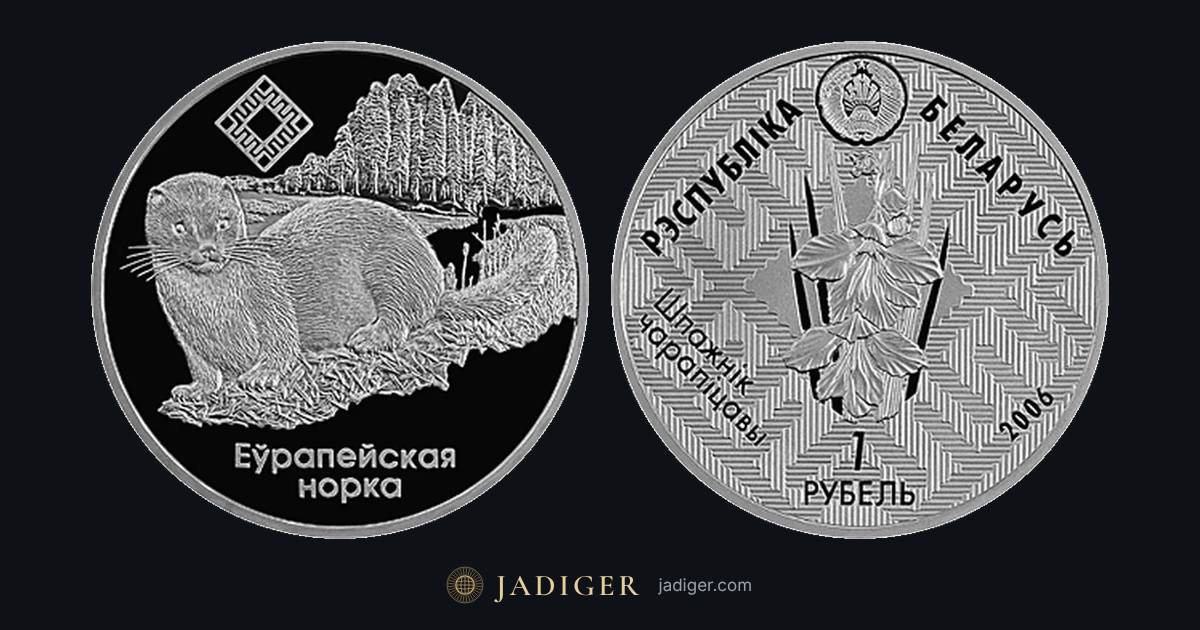 Еўрапейская
норка
РЭСПУБЛІКА БЕЛАРУСЬ
Шпажнік
чарапіцавы
2006
1
РУБЕЛЬ
JADIGER jadiger.com